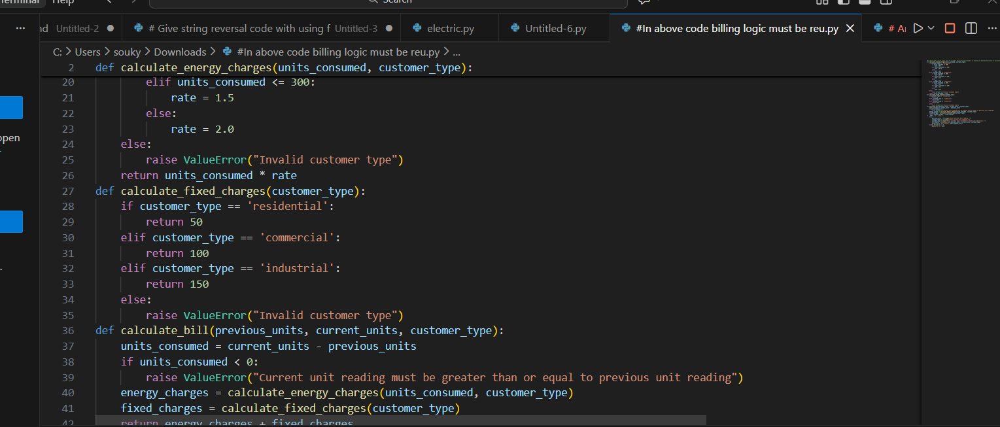 Terminal Help Search
nd Untitled-2 # Give string reversal code with using f Untitled-3 electric.py Untitled-6.py #In above code billing logic must be reu.py #
C: > Users > souky > Downloads > #In above code billing logic must be reu.py > ...
2 def calculate_energy_charges(units_consumed, customer_type):
20 elif units_consumed <= 300:
21 rate = 1.5
22 else:
23 rate = 2.0
open
24 else:
25 raise ValueError("Invalid customer type")
26 return units_consumed * rate
27 def calculate_fixed_charges(customer_type):
28 if customer_type == 'residential':
29 return 50
30 elif customer_type == 'commercial':
31 return 100
32 elif customer_type == 'industrial':
33 return 150
34 else:
35 raise ValueError("Invalid customer type")
36 def calculate_bill(previous_units, current_units, customer_type):
37 units_consumed = current_units - previous_units
38 if units_consumed < 0:
39 raise ValueError("Current unit reading must be greater than or equal to previous unit reading")
40 energy_charges = calculate_energy_charges(units_consumed, customer_type)
41 fixed_charges = calculate_fixed_charges(customer_type)
42 return energy_charges + fixed_charges